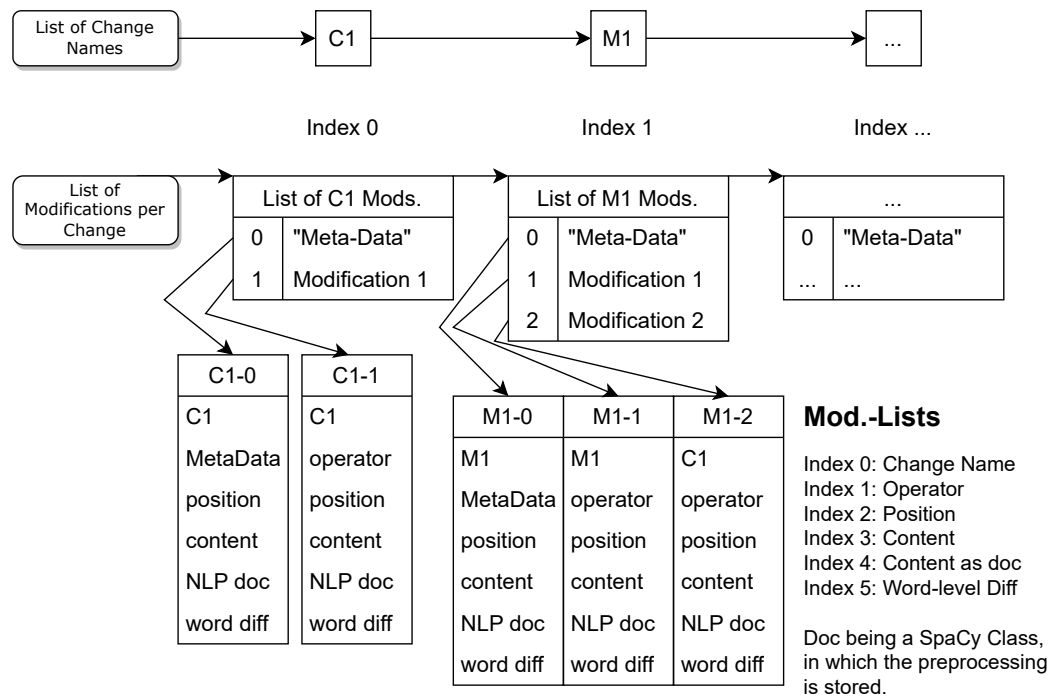 List of Change
Names
C1
M1
...
Index 0
Index 1
Index ...
List of
Modifications per
Change
List of C1 Mods.
0 "Meta-Data"
1 Modification 1
List of M1 Mods.
0 "Meta-Data"
1 Modification 1
2 Modification 2
...
0 "Meta-Data"
... ...
C1-0
C1
MetaData
position
content
NLP doc
word diff
C1-1
C1
operator
position
content
NLP doc
word diff
M1-0
M1
MetaData
position
content
NLP doc
word diff
M1-1
M1
operator
position
content
NLP doc
word diff
M1-2
C1
operator
position
content
NLP doc
word diff
Mod.-Lists
Index 0: Change Name
Index 1: Operator
Index 2: Position
Index 3: Content
Index 4: Content as doc
Index 5: Word-level Diff
Doc being a SpaCy Class,
in which the preprocessing
is stored.